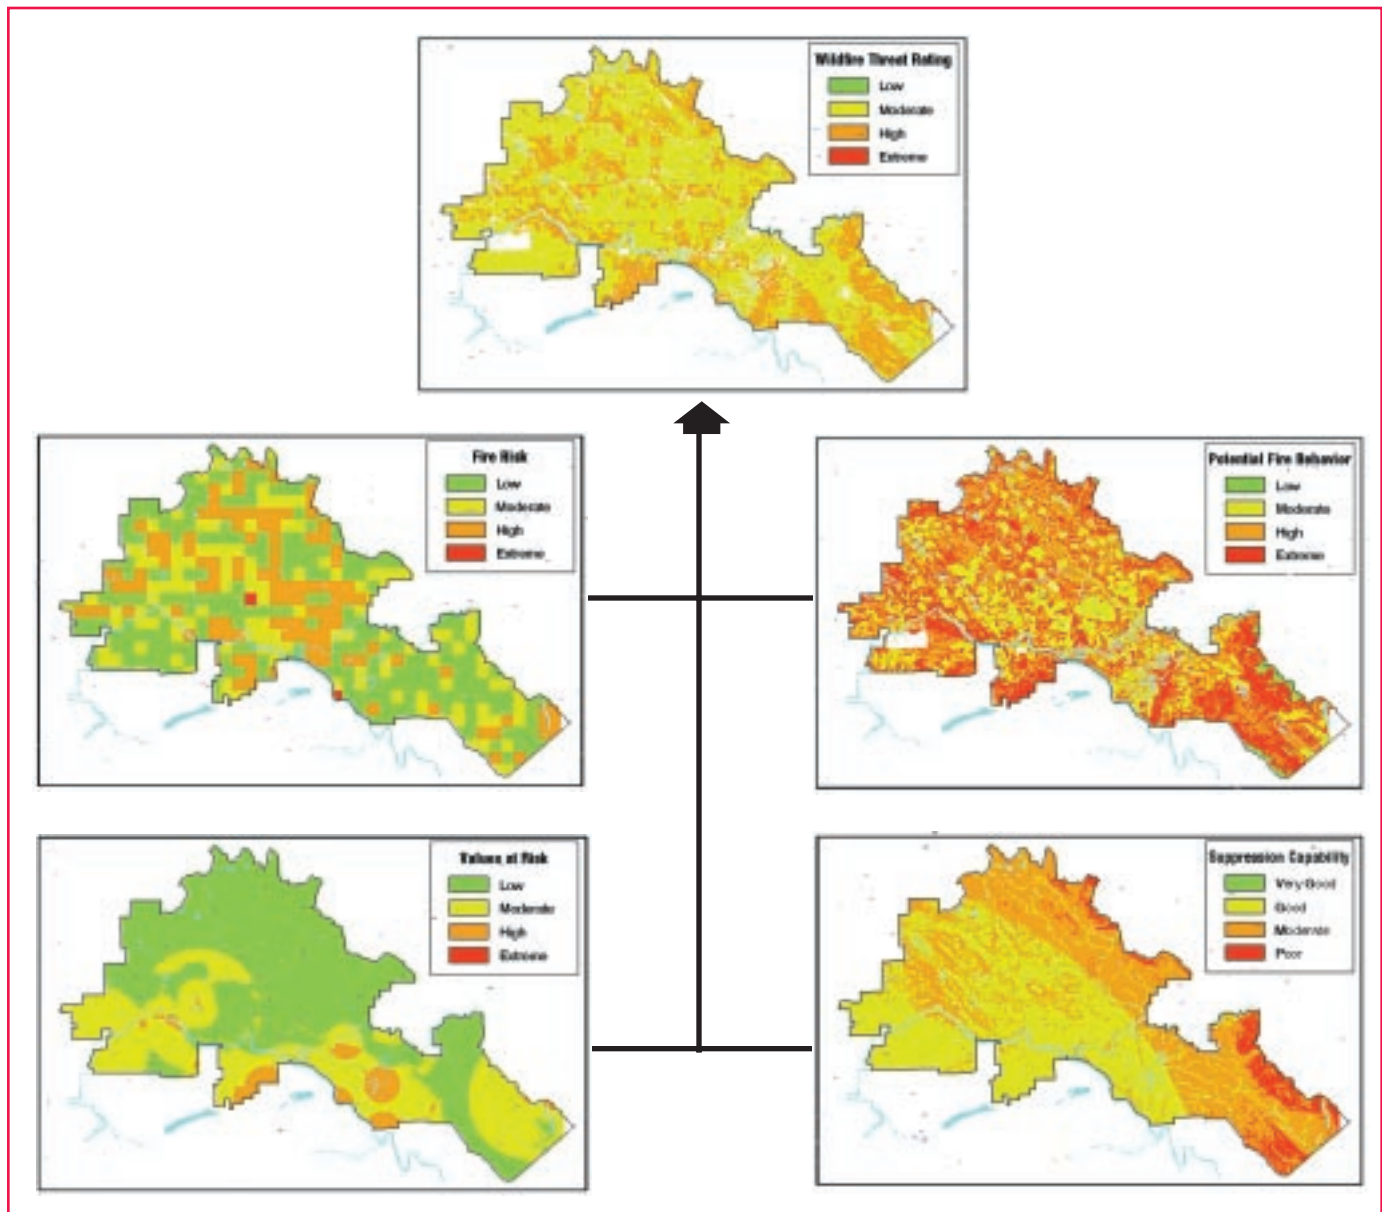 Wildfire Threat Rating
Low
Moderate
High
Extreme
Fire Risk
Low
Moderate
High
Extreme
Potential Fire Behavior
Low
Moderate
High
Extreme
Values at Risk
Low
Moderate
High
Extreme
Suppression Capability
Very Good
Good
Moderate
Poor